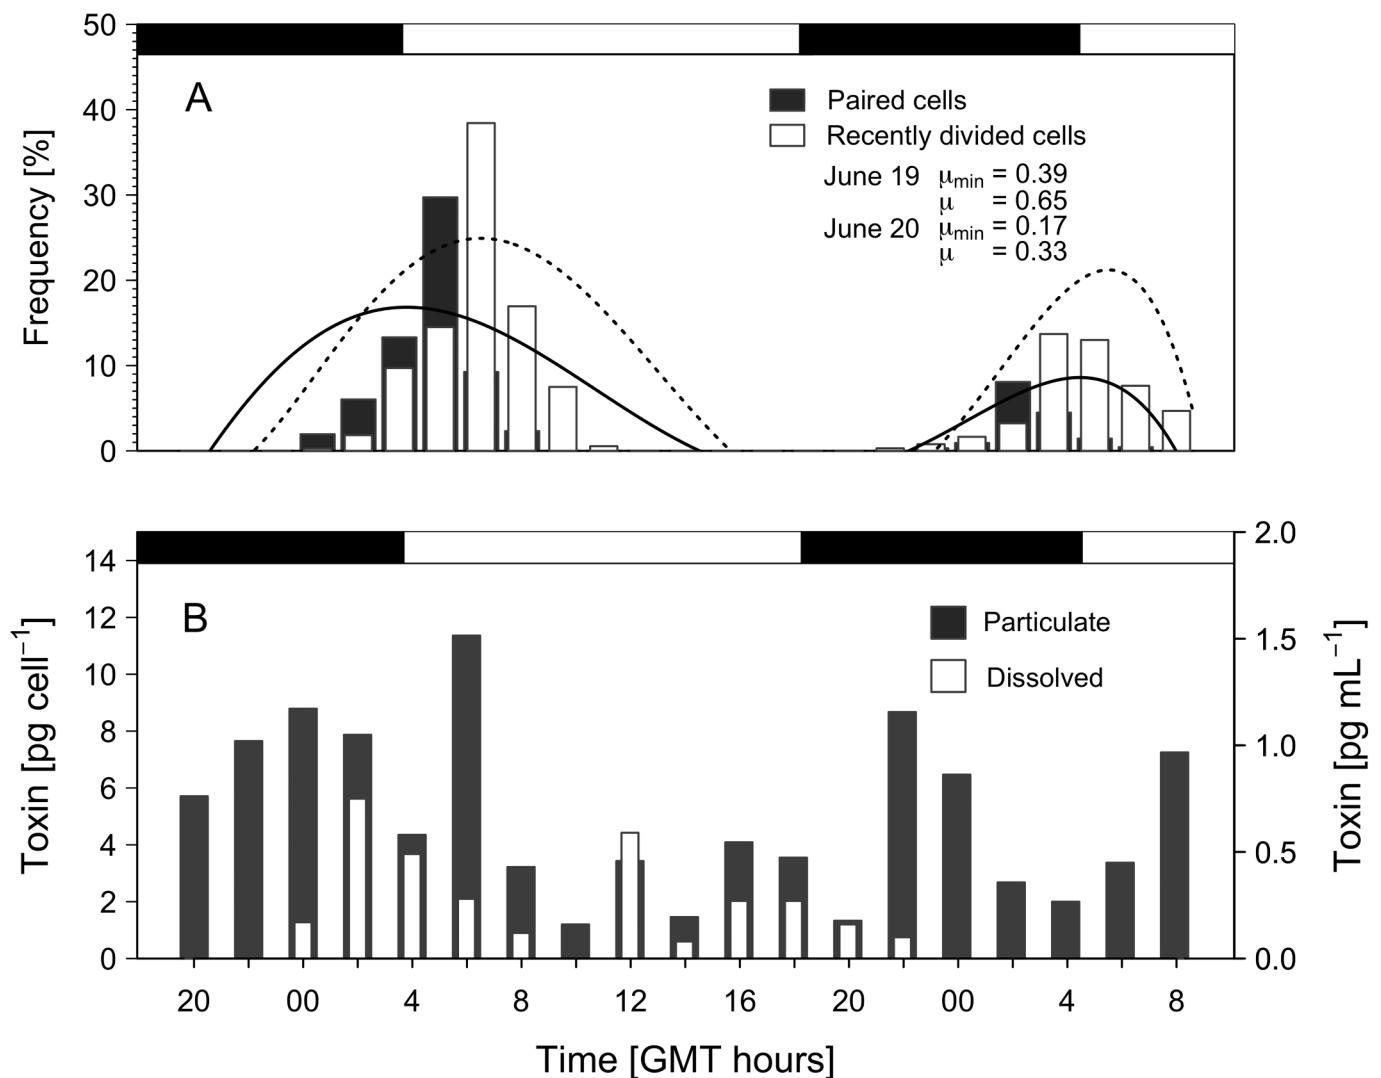 50
40
30
20
10
0
Frequency [%]
A
Paired cells
Recently divided cells
June 19 μmin = 0.39
μ = 0.65
June 20 μmin = 0.17
μ = 0.33
14
12
10
8
6
4
2
0
Toxin [pg cell⁻¹]
B
Particulate
Dissolved
2.0
1.5
1.0
0.5
0.0
Toxin [pg mL⁻¹]
20 00 4 8 12 16 20 00 4 8
Time [GMT hours]